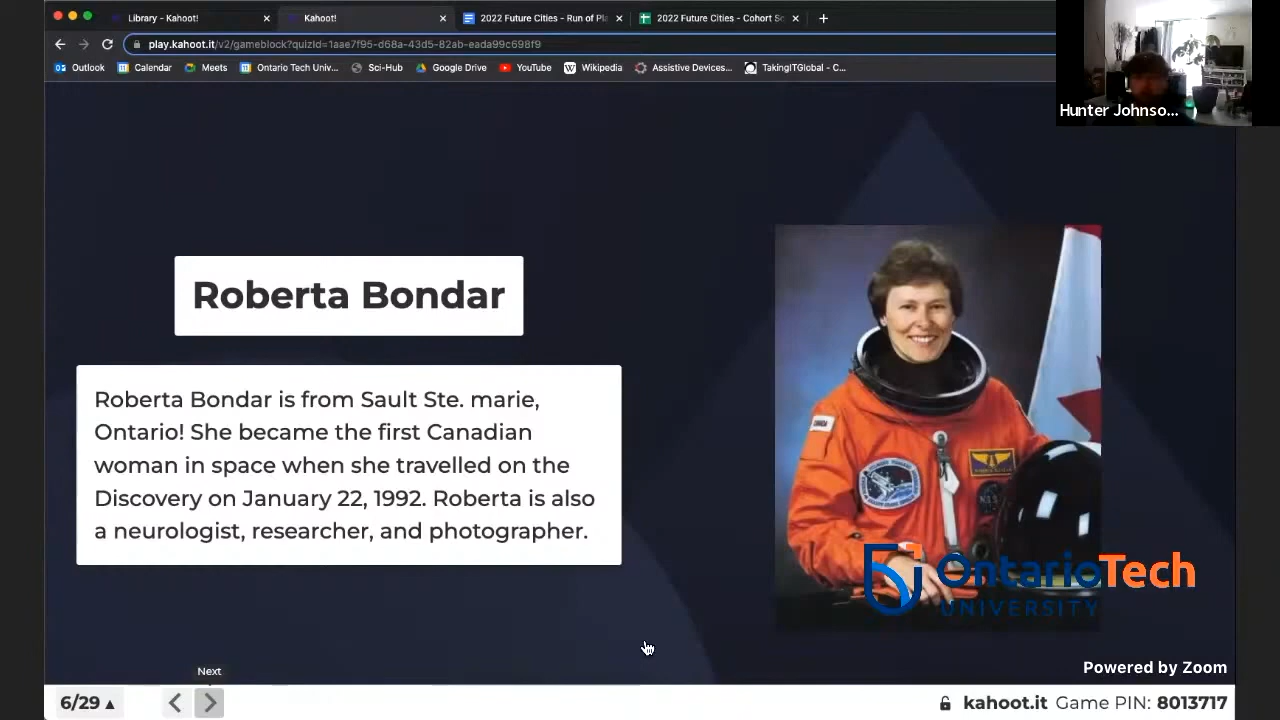 Library - Kahoot!
Kahoot!
2022 Future Cities - Run of Pla
2022 Future Cities - Cohort Se
play.kahoot.it/v2/gameblock?quizId=1aae7f95-d68a-43d5-82ab-eada99c698f9
Outlook
Calendar
Meets
Ontario Tech Univ...
Sci-Hub
Google Drive
YouTube
Wikipedia
Assistive Devices...
TakingITGlobal - C...
Hunter Johnso...
Roberta Bondar
Roberta Bondar is from Sault Ste. marie,
Ontario! She became the first Canadian
woman in space when she travelled on the
Discovery on January 22, 1992. Roberta is also
a neurologist, researcher, and photographer.
CANADA
OntarioTech
UNIVERSITY
Powered by Zoom
Next
6/29
kahoot.it Game PIN: 8013717